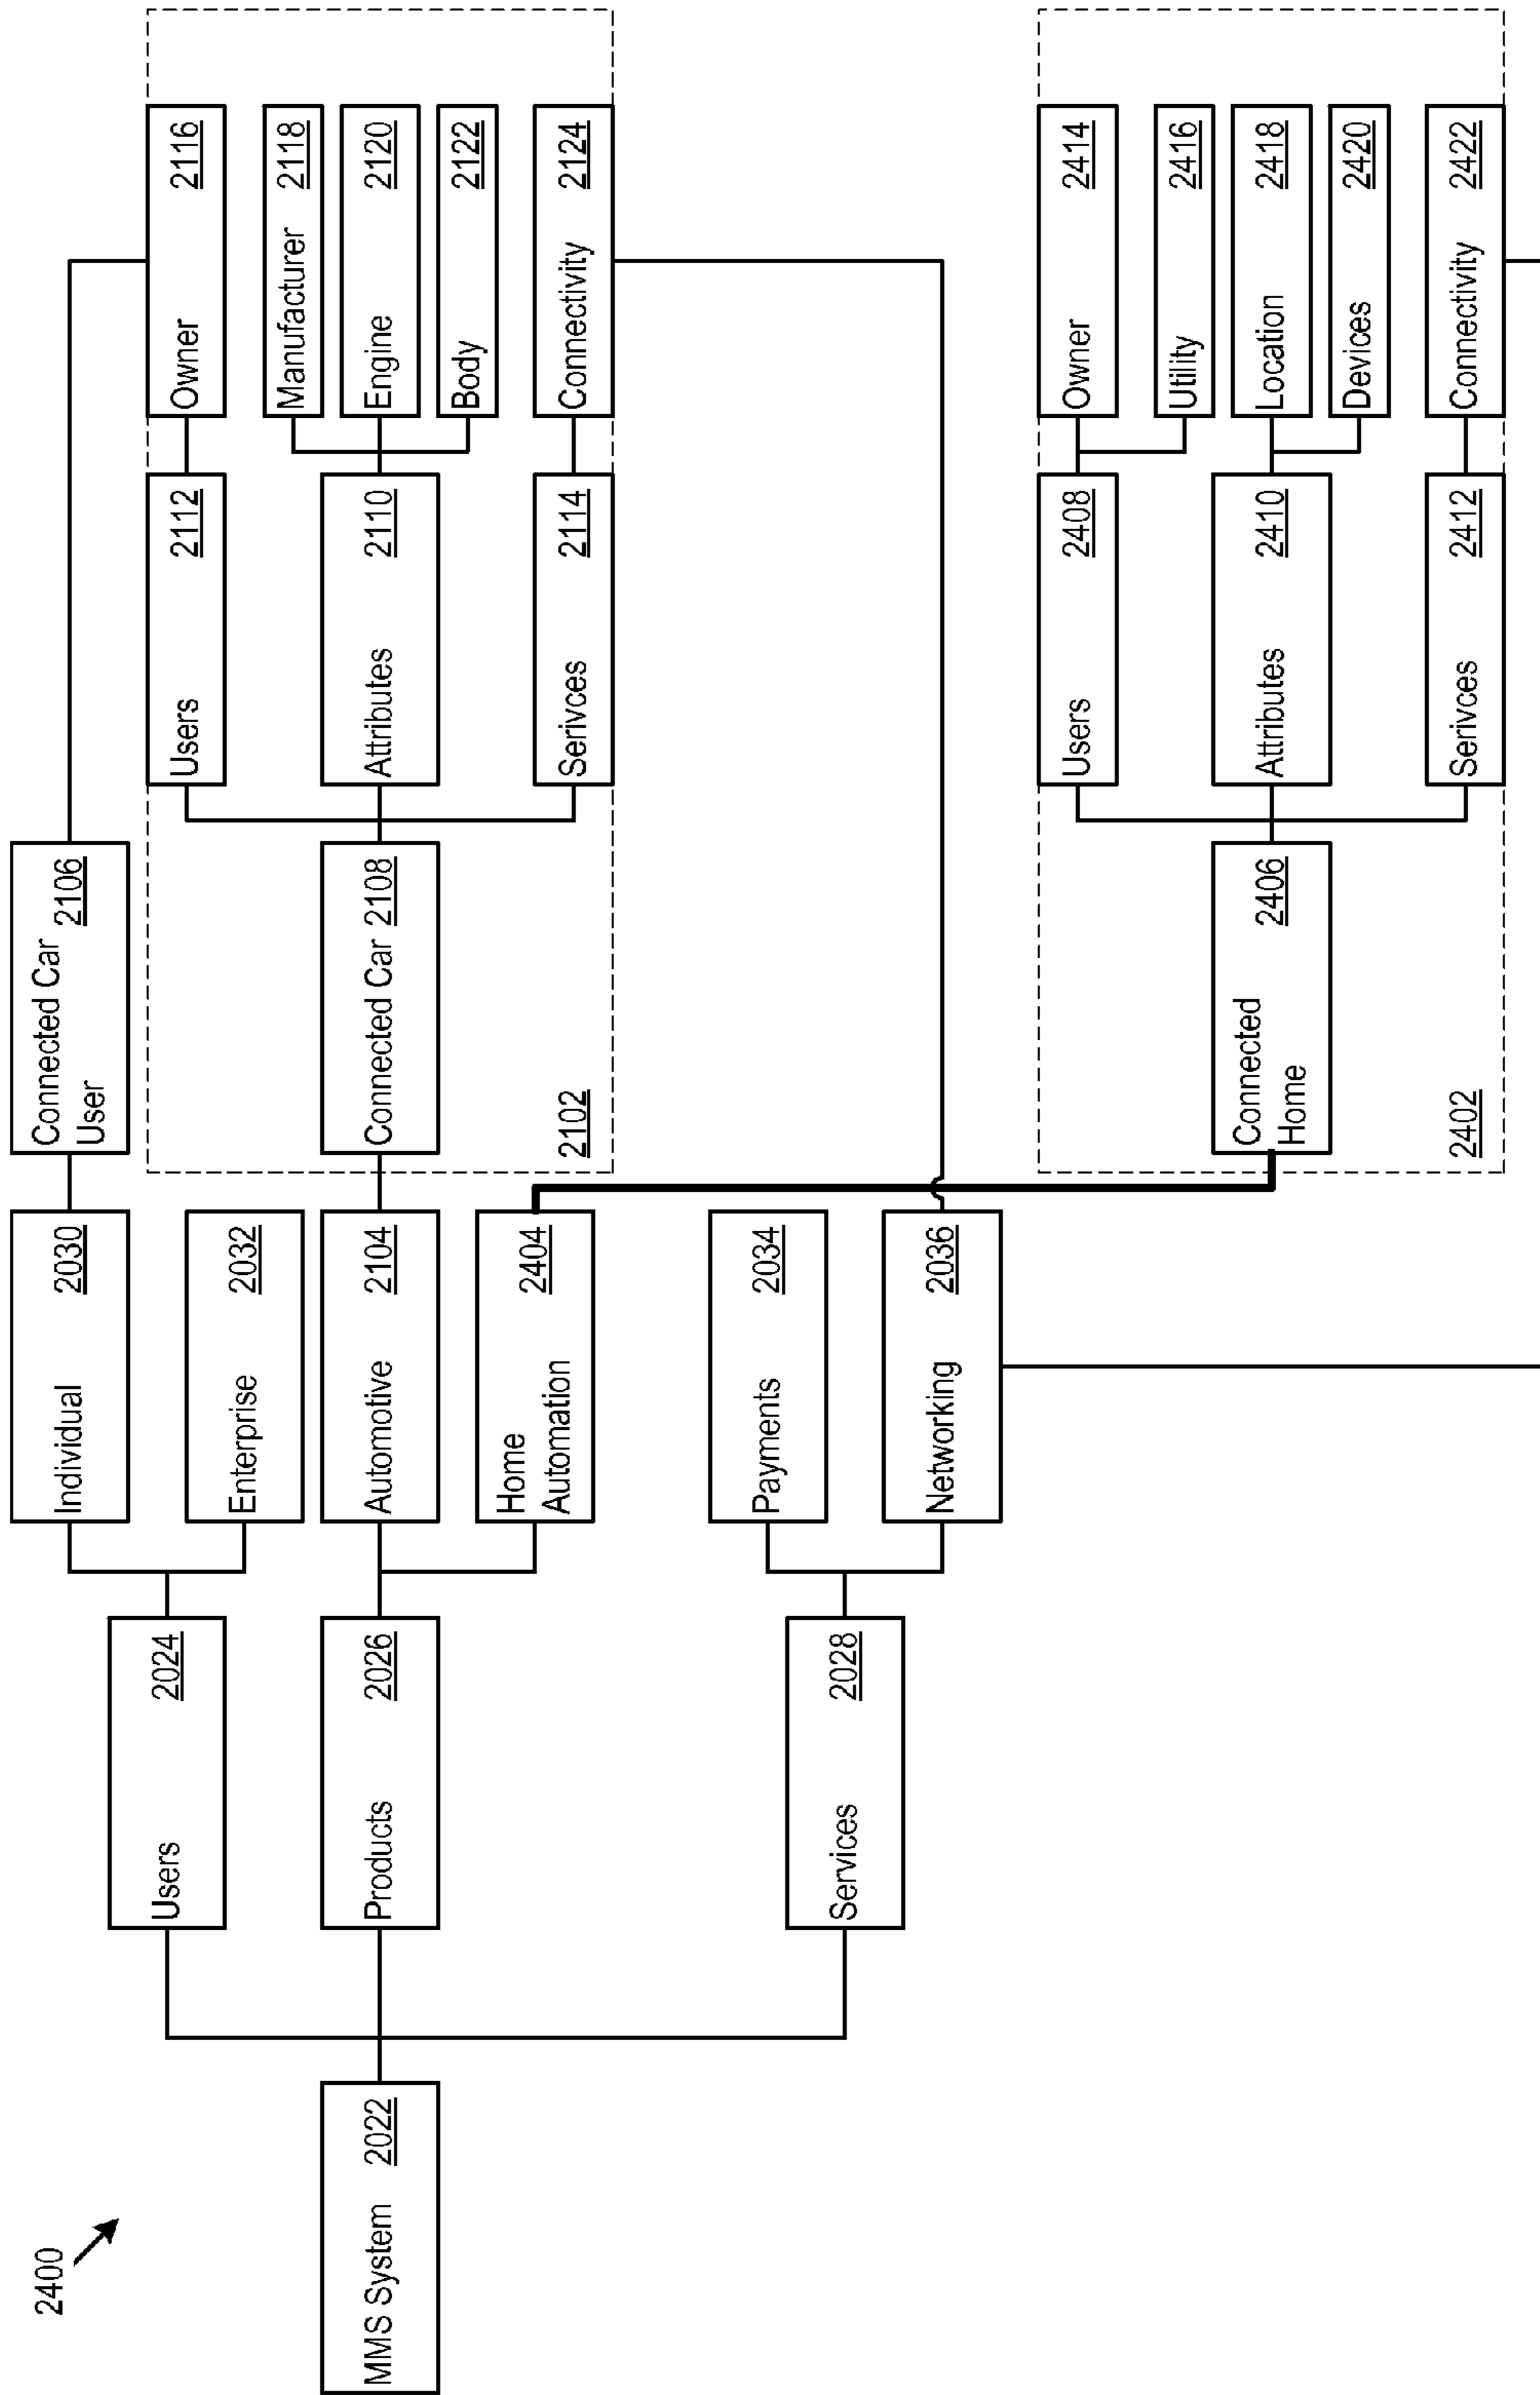 2400
MMS System 2022
Users 2024
Products 2026
Services 2028
Individual 2030
Enterprise 2032
Automotive 2104
Home
Automation 2404
Payments 2034
Networking 2036
Connected Car
User 2106
Connected Car 2108
2102
Users 2112
Attributes 2110
Serivces 2114
Owner 2116
Manufacturer 2118
Engine 2120
Body 2122
Connectivity 2124
Connected
Home 2406
2402
Users 2408
Attributes 2410
Serivces 2412
Owner 2414
Utility 2416
Location 2418
Devices 2420
Connectivity 2422